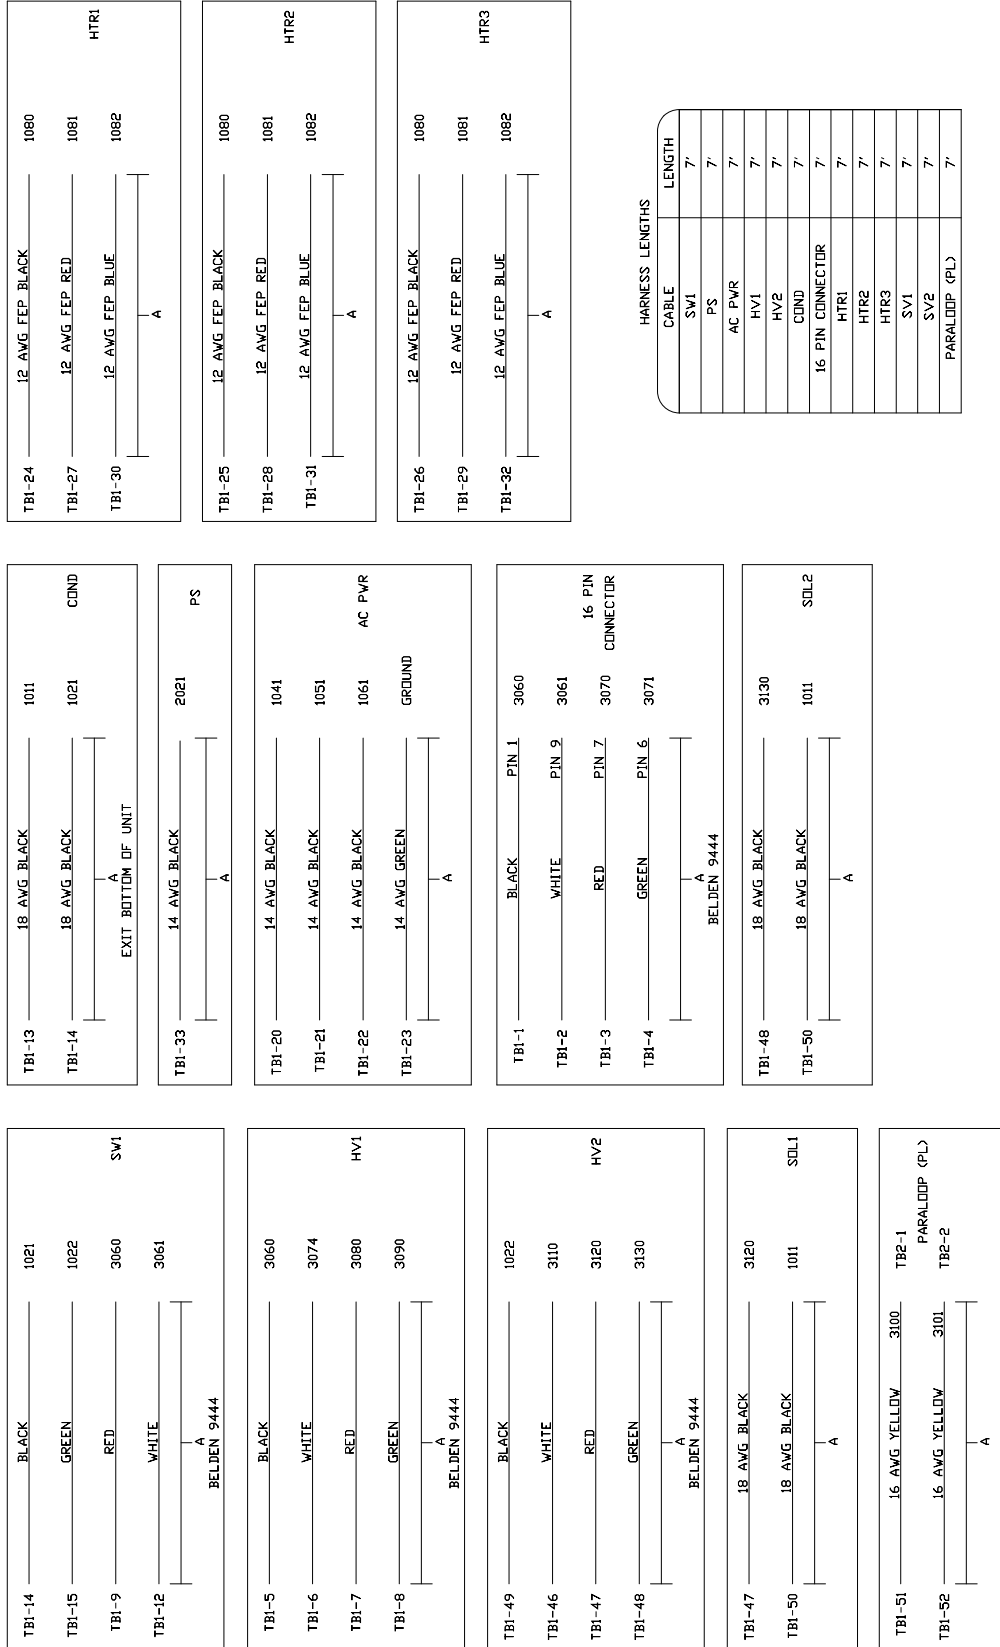 TB1-14 BLACK 1021
TB1-15 GREEN 1022
TB1-9 RED 3060
TB1-12 WHITE 3061
A
BELDEN 9444
SW1
TB1-5 BLACK 3060
TB1-6 WHITE 3074
TB1-7 RED 3080
TB1-8 GREEN 3090
A
BELDEN 9444
HV1
TB1-49 BLACK 1022
TB1-46 WHITE 3110
TB1-47 RED 3120
TB1-48 GREEN 3130
A
BELDEN 9444
HV2
TB1-47 18 AWG BLACK 3120
TB1-50 18 AWG BLACK 1011
A
SOL1
TB1-51 16 AWG YELLOW 3100 TB2-1
PARALOOP (PL)
TB1-52 16 AWG YELLOW 3101 TB2-2
A
TB1-13 18 AWG BLACK 1011
TB1-14 18 AWG BLACK 1021
A
EXIT BOTTOM OF UNIT
COND
TB1-33 14 AWG BLACK 2021
A
PS
TB1-20 14 AWG BLACK 1041
TB1-21 14 AWG BLACK 1051
TB1-22 14 AWG BLACK 1061
TB1-23 14 AWG GREEN GROUND
A
AC PWR
TB1-1 BLACK PIN 1 3060
TB1-2 WHITE PIN 9 3061
TB1-3 RED PIN 7 3070
TB1-4 GREEN PIN 6 3071
A
BELDEN 9444
16 PIN
CONNECTOR
TB1-48 18 AWG BLACK 3130
TB1-50 18 AWG BLACK 1011
A
SOL2
TB1-24 12 AWG FEP BLACK 1080
TB1-27 12 AWG FEP RED 1081
TB1-30 12 AWG FEP BLUE 1082
A
HTR1
TB1-25 12 AWG FEP BLACK 1080
TB1-28 12 AWG FEP RED 1081
TB1-31 12 AWG FEP BLUE 1082
A
HTR2
TB1-26 12 AWG FEP BLACK 1080
TB1-29 12 AWG FEP RED 1081
TB1-32 12 AWG FEP BLUE 1082
A
HTR3
HARNESS LENGTHS
CABLE LENGTH
SW1 7'
PS 7'
AC PWR 7'
HV1 7'
HV2 7'
COND 7'
16 PIN CONNECTOR 7'
HTR1 7'
HTR2 7'
HTR3 7'
SV1 7'
SV2 7'
PARALOOP (PL) 7'